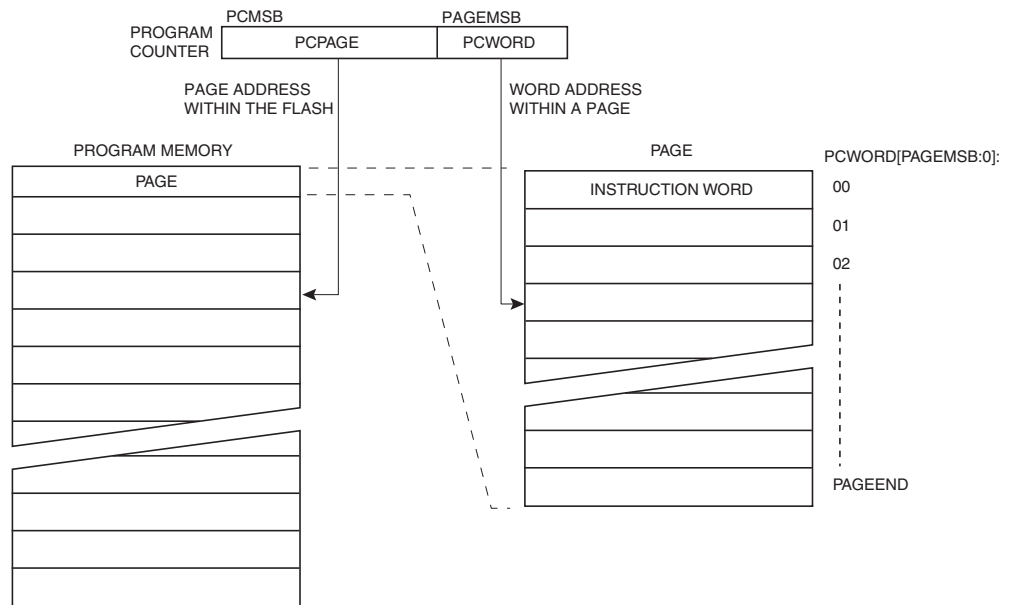 PCMSB
PAGEMSB
PROGRAM
COUNTER
PCPAGE
PCWORD
PAGE ADDRESS
WITHIN THE FLASH
WORD ADDRESS
WITHIN A PAGE
PROGRAM MEMORY
PAGE
PAGE
INSTRUCTION WORD
PCWORD[PAGEMSB:0]:
00
01
02
PAGEEND